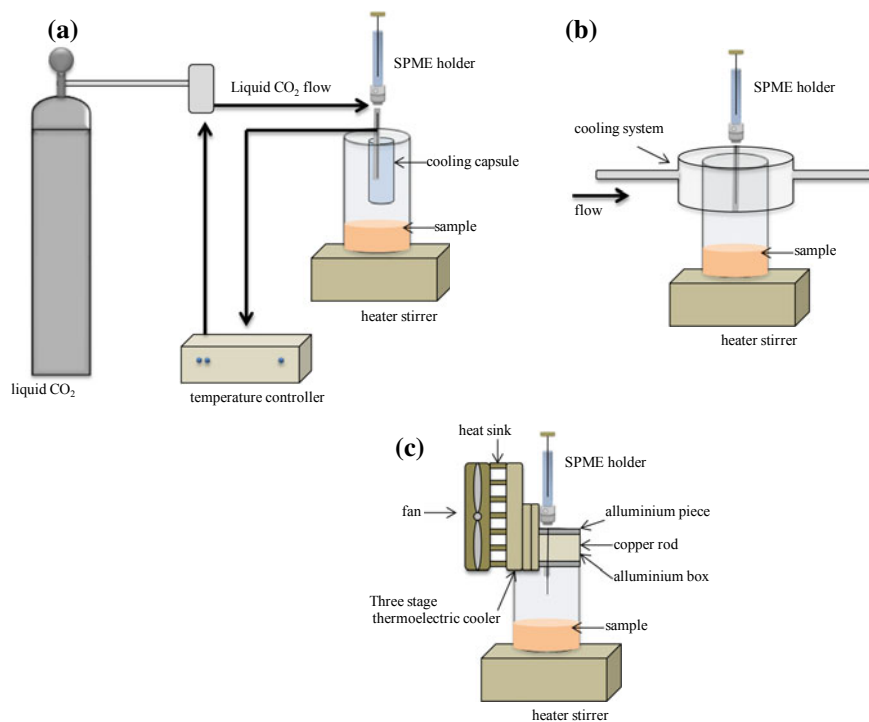 (a)
SPME holder
Liquid CO₂ flow
cooling capsule
sample
heater stirrer
liquid CO₂
temperature controller
(b)
SPME holder
cooling system
flow
sample
heater stirrer
(c)
heat sink
SPME holder
fan
alluminium piece
copper rod
alluminium box
Three stage
thermoelectric cooler
sample
heater stirrer